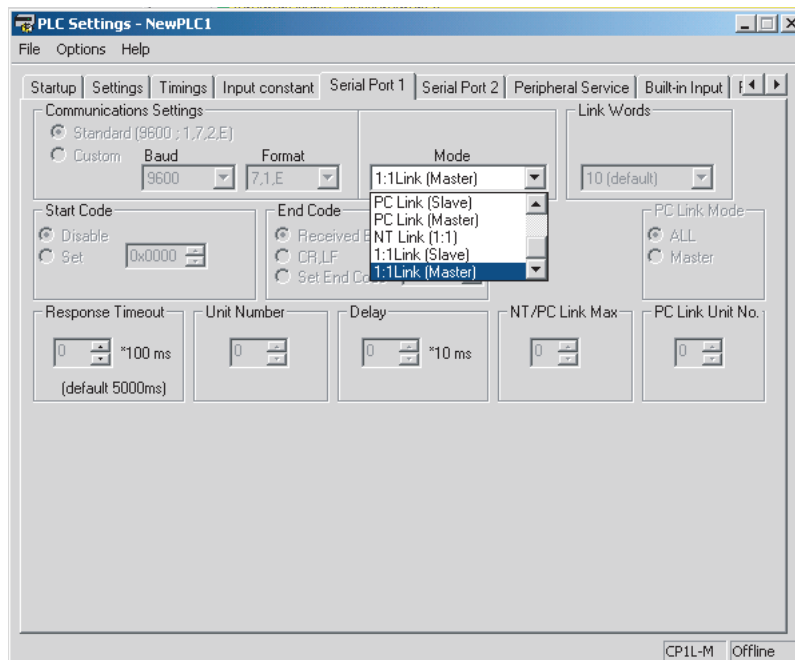 PLC Settings - NewPLC1
File Options Help
Startup Settings Timings Input constant Serial Port 1 Serial Port 2 Peripheral Service Built-in Input
Communications Settings
Link Words
Standard (9600 ; 1,7,2,E)
Custom Baud Format Mode
9600 7,1,E 1:1Link (Master) 10 (default)
PC Link (Slave)
PC Link (Master)
NT Link (1:1)
1:1Link (Slave)
1:1Link (Master)
Start Code End Code PC Link Mode
Disable Received ALL
Set 0x0000 CR,LF Master
Set End Co
Response Timeout Unit Number Delay NT/PC Link Max PC Link Unit No.
0 *100 ms 0 0 *10 ms 0 0
(default 5000ms)
CP1L-M Offline